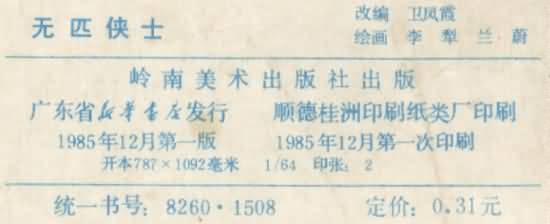 无匹侠士 改编 卫凤霞
绘画 李犁 兰蔚
岭南美术出版社出版
广东省新华书店发行 顺德桂洲印刷纸类厂印刷
1985年12月第一版 1985年12月第一次印刷
开本787×1092毫米 1/64 印张：2
统一书号：8260·1508 定价：0.31元